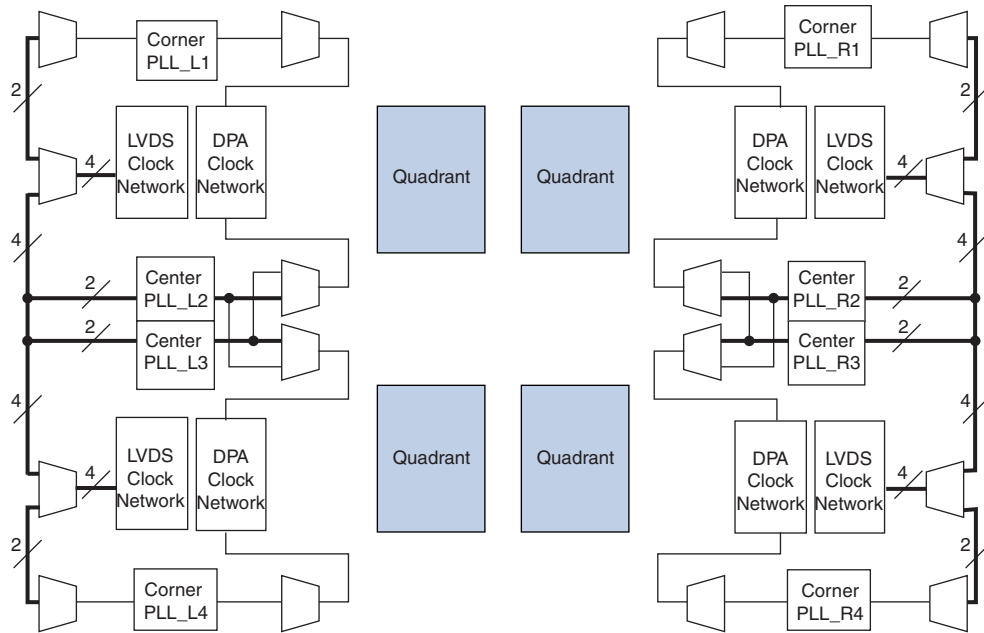 Corner
PLL_L1
Corner
PLL_R1
2
2
LVDS
Clock
Network
DPA
Clock
Network
Quadrant
Quadrant
DPA
Clock
Network
LVDS
Clock
Network
4
4
4
4
Center
PLL_L2
2
Center
PLL_R2
2
Center
PLL_L3
2
Center
PLL_R3
2
4
4
LVDS
Clock
Network
DPA
Clock
Network
Quadrant
Quadrant
DPA
Clock
Network
LVDS
Clock
Network
4
4
2
2
Corner
PLL_L4
Corner
PLL_R4